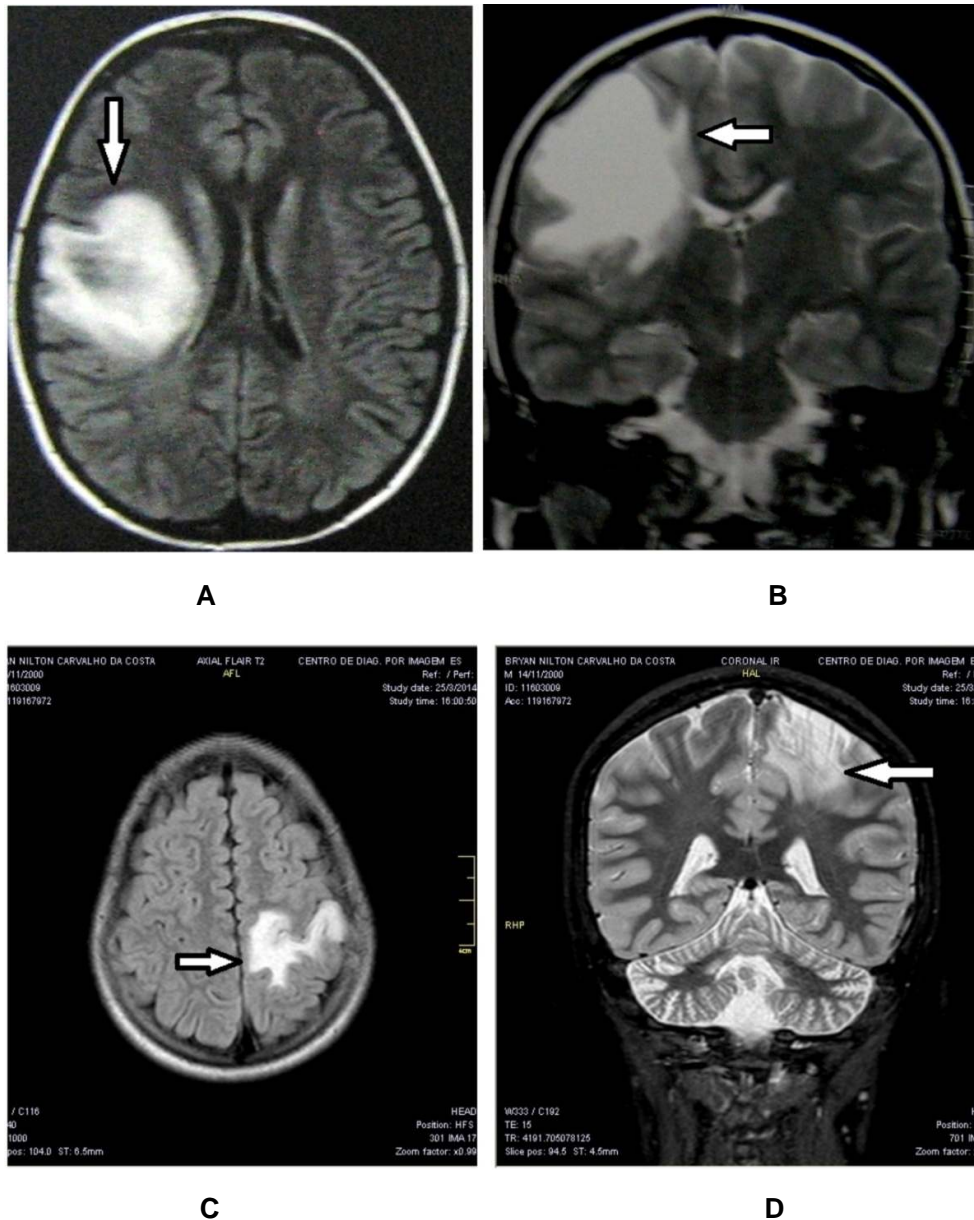 A
B
N NILTON CARVALHO DA COSTA AXIAL FLAIR T2 CENTRO DE DIAG. POR IMAGEM ES
/11/2000 AFL Ref: / Perf:
1603009 Study date: 25/3/2014
119167972 Study time: 16:00:50
4cm
/ C116 HEAD
40 Position: HFS
1000 301 IMA 17
pos: 104.0 ST: 6.5mm Zoom factor: x0.99
BRYAN NILTON CARVALHO DA COSTA CORONAL IR CENTRO DE DIAG. POR IMAGEM E
M 14/11/2000 HAL Ref: /
ID: 11603009 Study date: 25/3
Acc: 119167972 Study time: 16:
RHP
W333 / C192 H
TE: 15 Position:
TR: 4191.705078125 701 IM
Slice pos: 94.5 ST: 4.5mm Zoom factor:
C
D